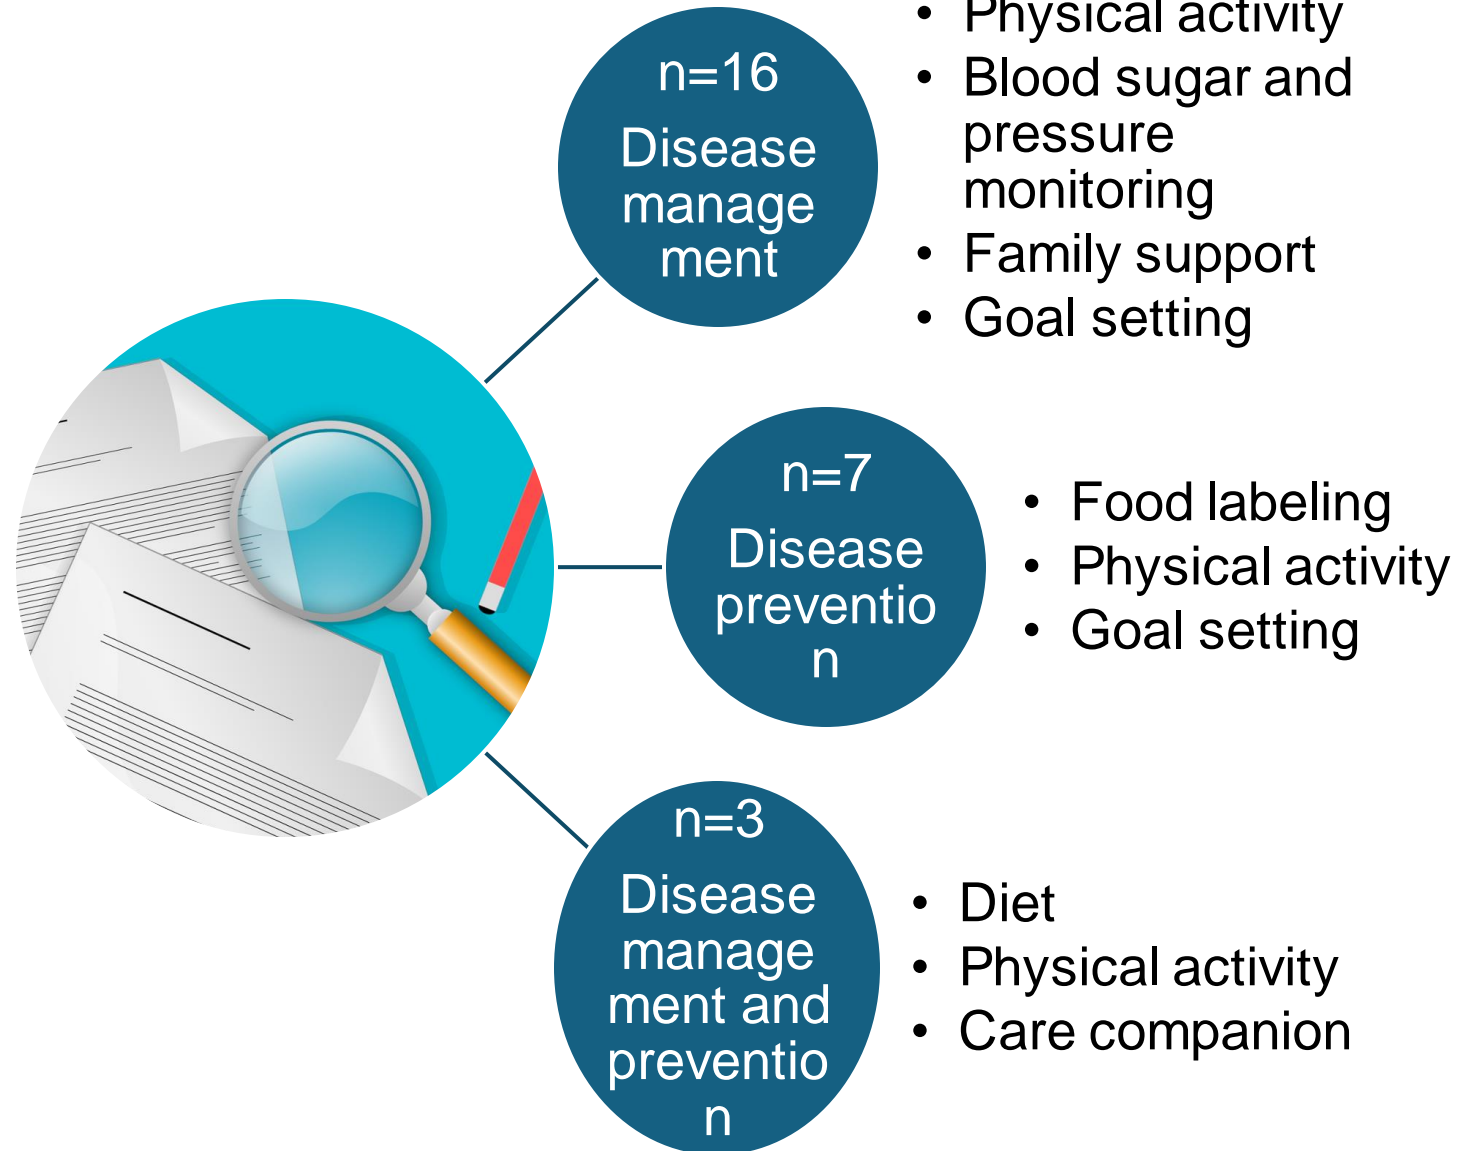 n=16
Disease
manage
ment
• Physical activity
• Blood sugar and
pressure
monitoring
• Family support
• Goal setting
n=7
Disease
preventio
n
• Food labeling
• Physical activity
• Goal setting
n=3
Disease
manage
ment and
preventio
n
• Diet
• Physical activity
• Care companion